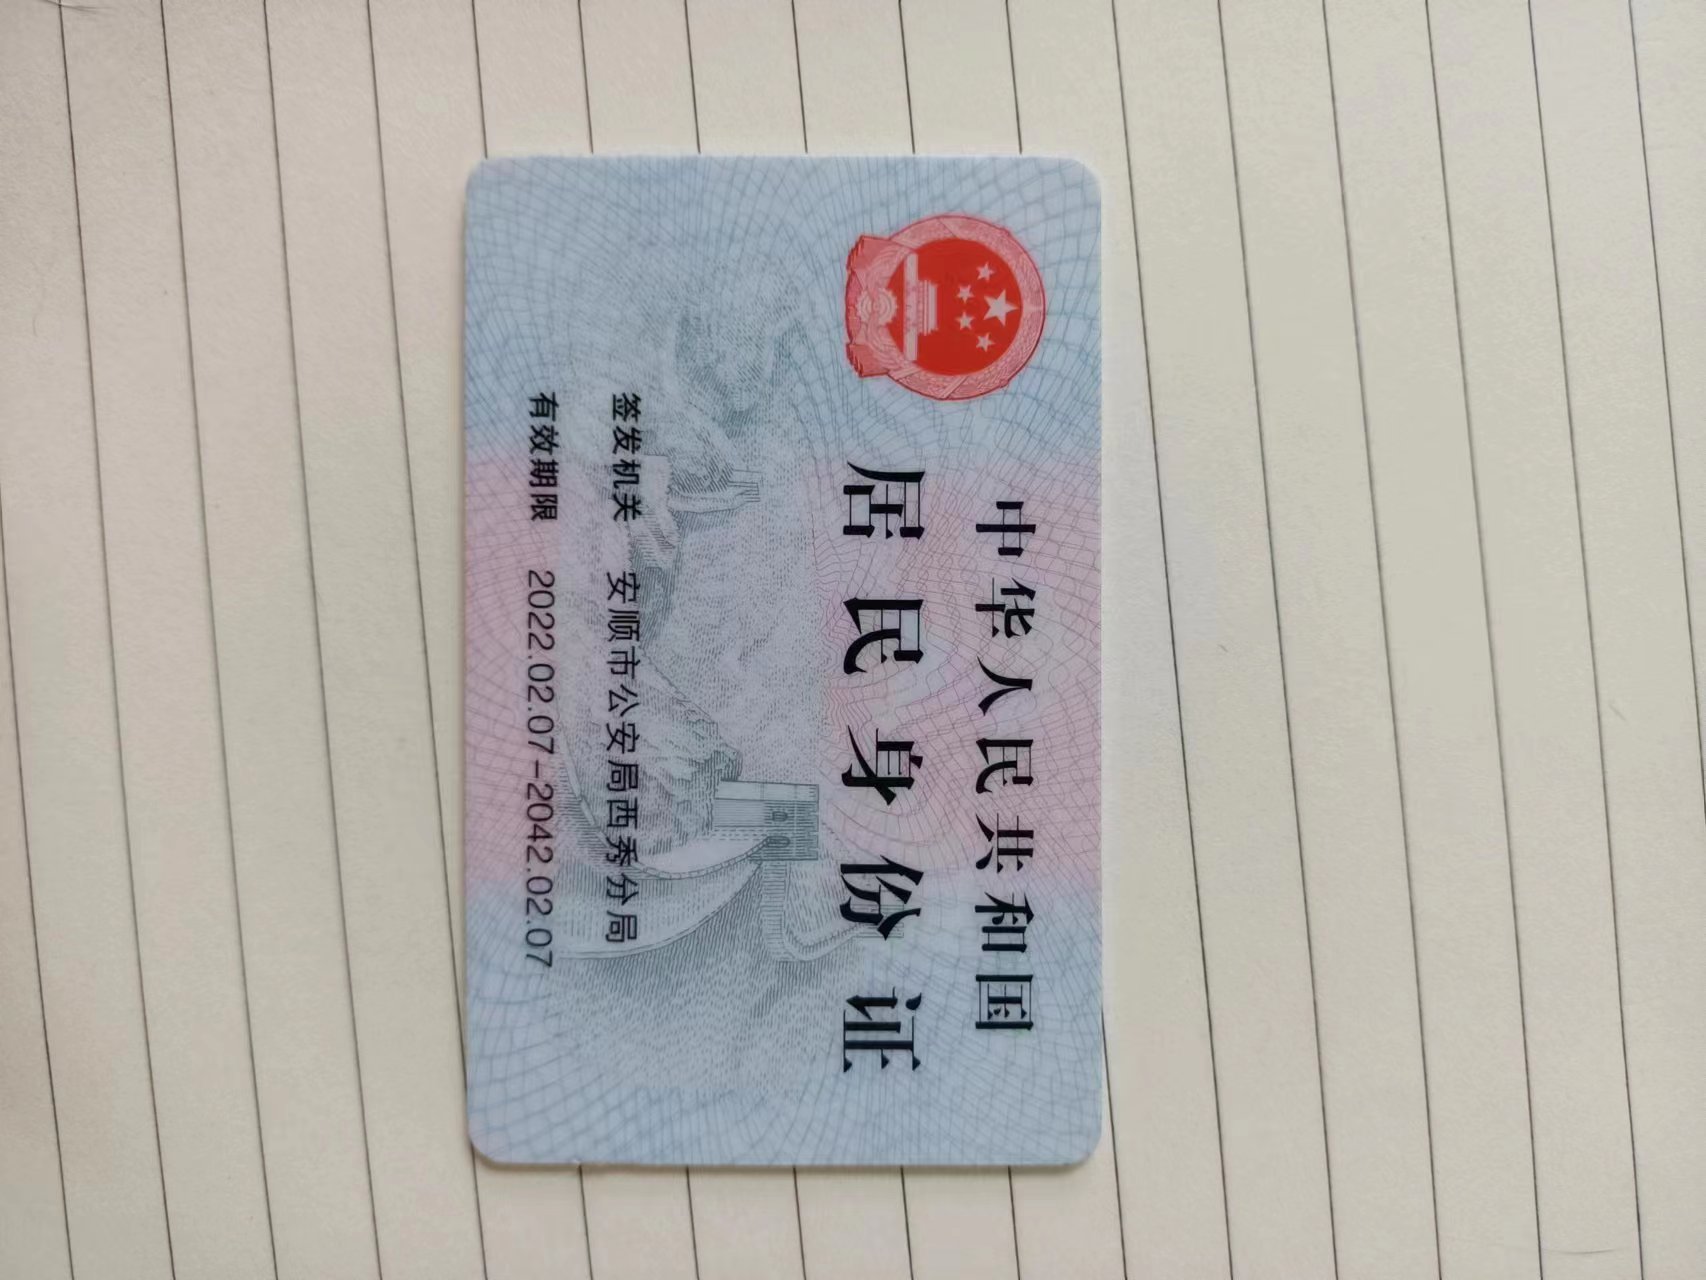 中华人民共和国
居民身份证
签发机关 安顺市公安局西秀分局
有效期限 2022.02.07-2042.02.07